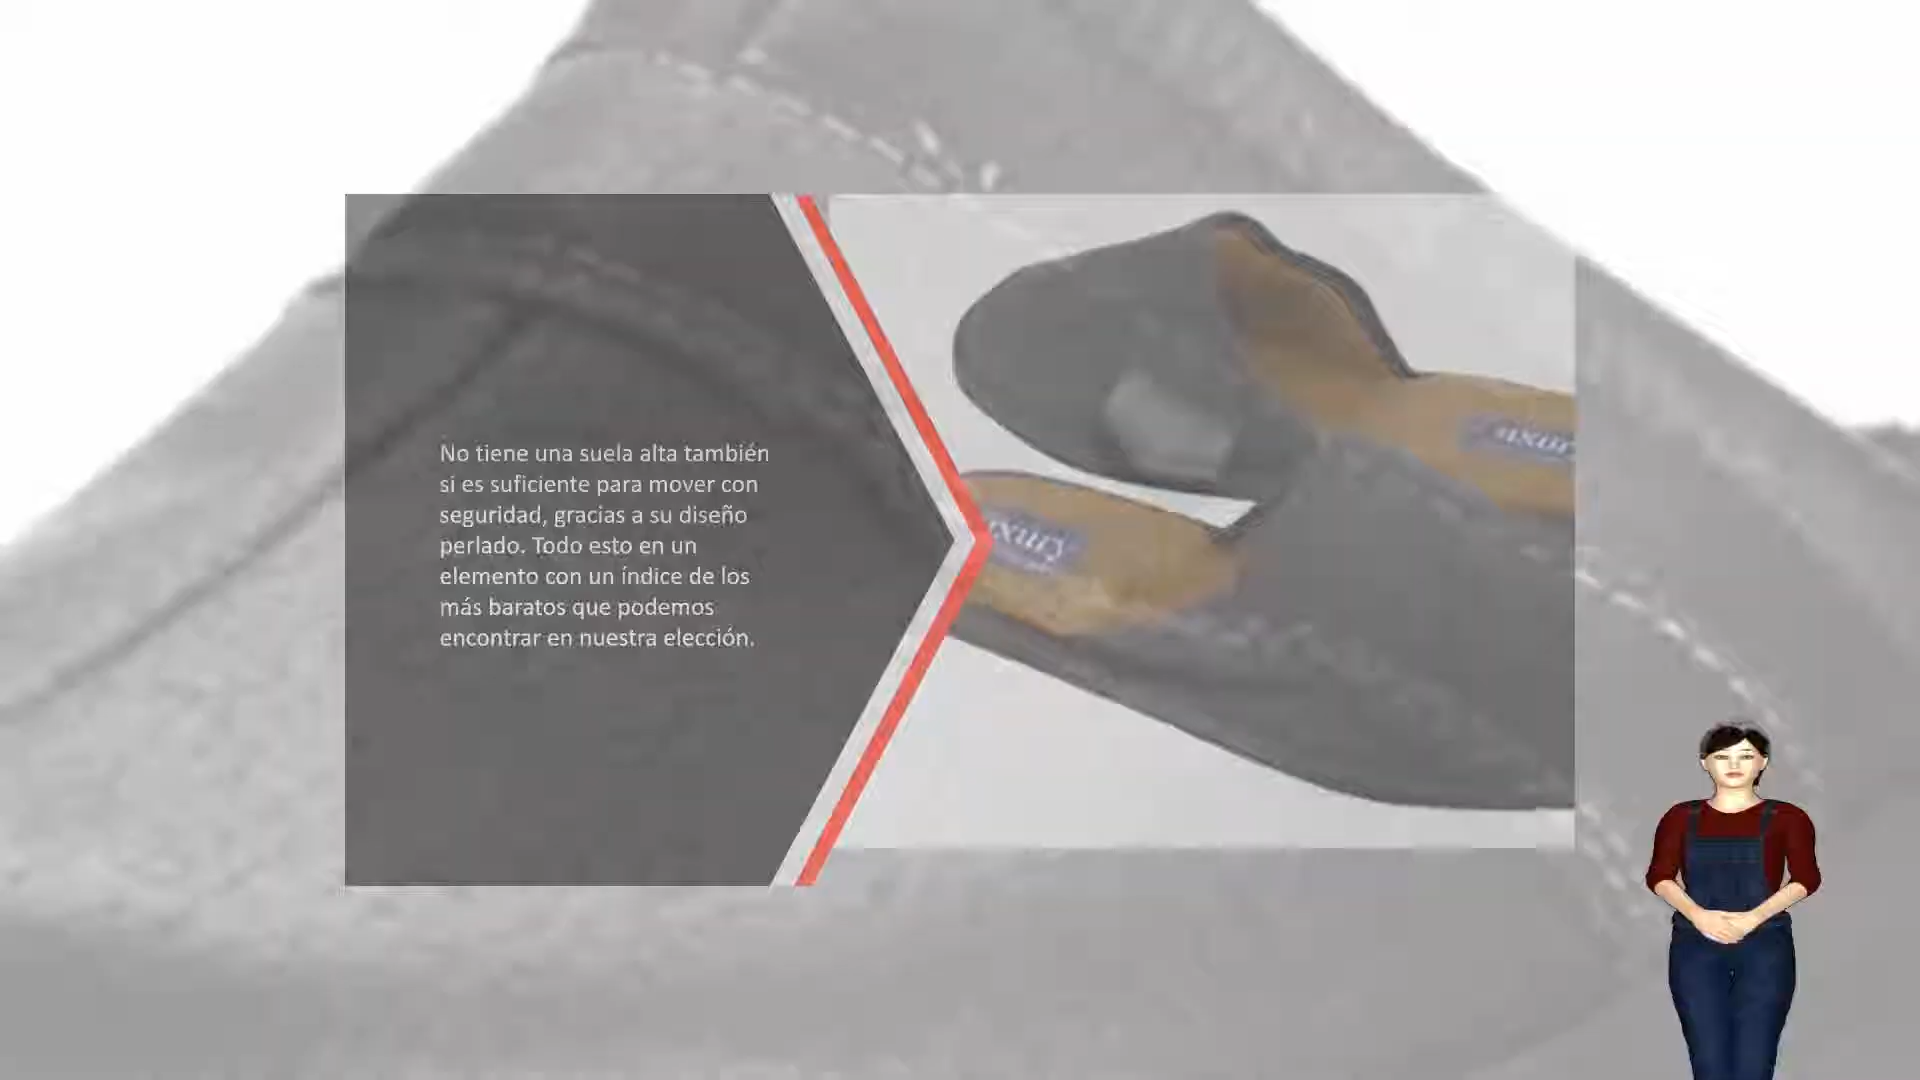 No tiene una suela alta también
si es suficiente para mover con
seguridad, gracias a su diseño
perlado. Todo esto en un
elemento con un índice de los
más baratos que podemos
encontrar en nuestra elección.